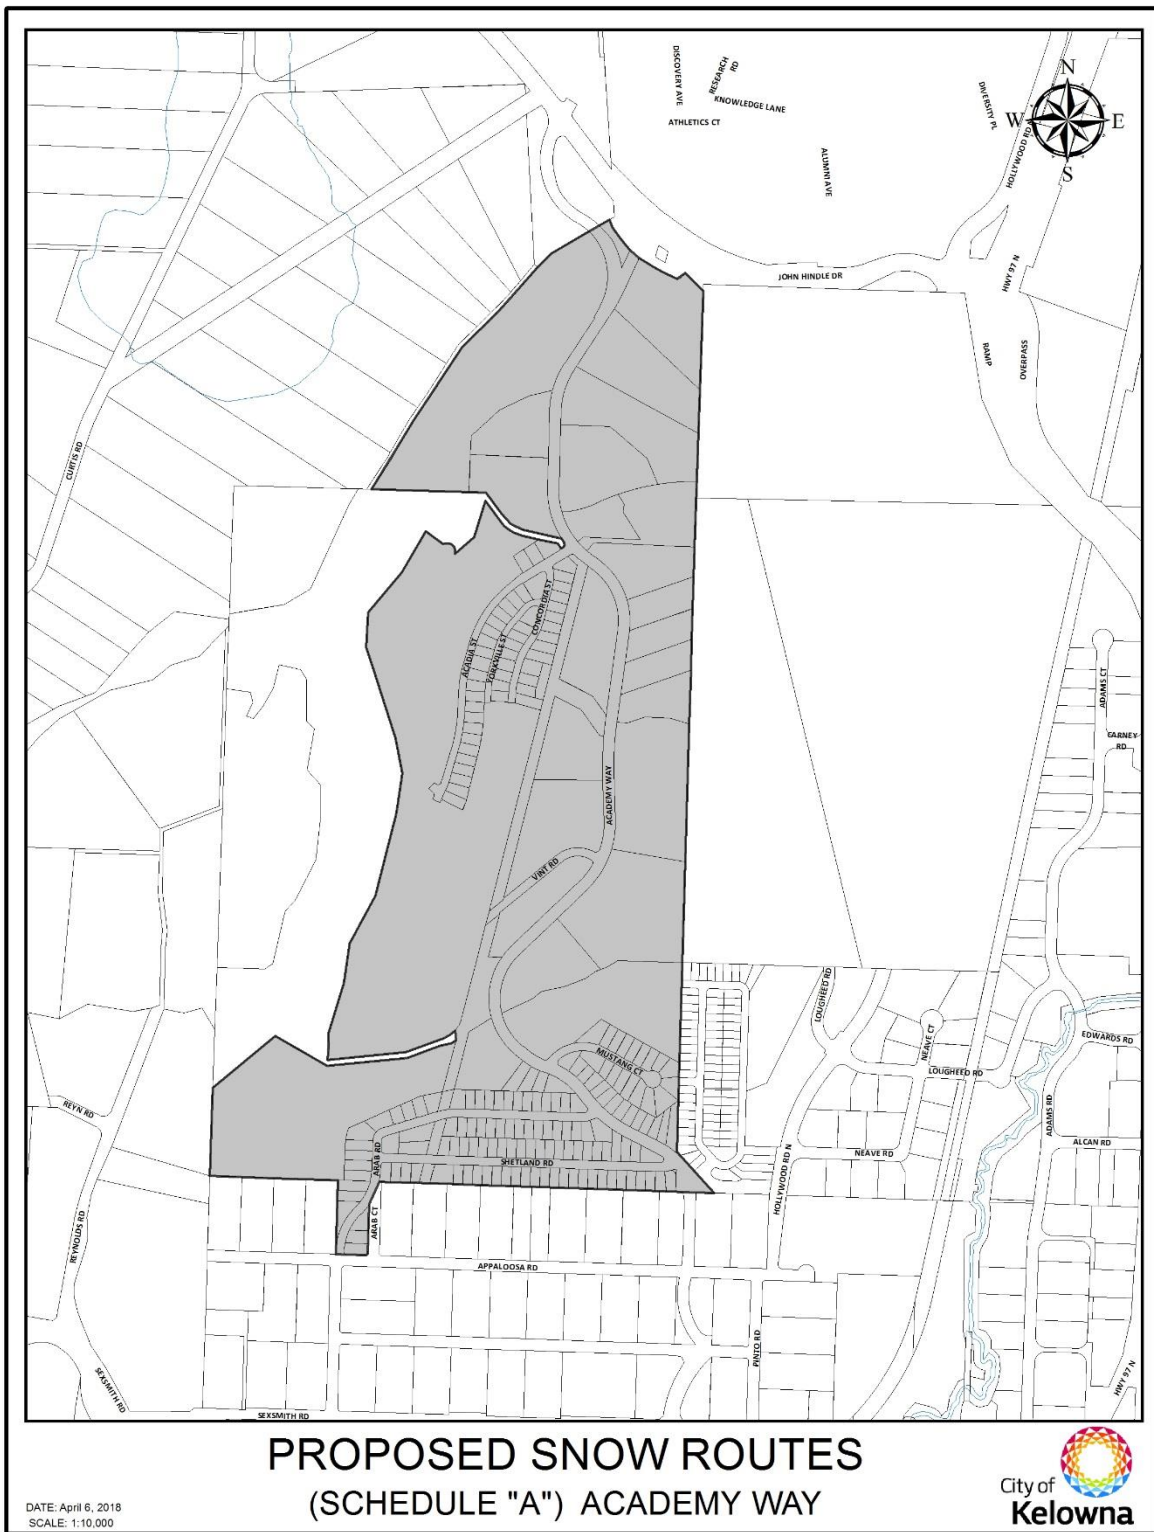 DISCOVERY AVE
RESEARCH
RD
KNOWLEDGE LANE
ATHLETICS CT
ALUMNI AVE
DIVERSITY PL
HOLLYWOOD RD N
N
W
E
S
JOHN HINDLE DR
HWY 97 N
RAMP
OVERPASS
CURTIS RD
CONCORDIA ST
YORKVILLE ST
ACADIA ST
ADAMS CT
CARNEY
RD
ACADEMY WAY
VINT RD
LOUGHEED RD
NEAVE CT
EDWARDS RD
MUSTANG CT
LOUGHEED RD
REYN RD
ADAMS RD
ALCAN RD
ARAB RD
SHETLAND RD
NEAVE RD
HOLLYWOOD RD N
REYNOLDS RD
ARAB CT
APPALOOSA RD
PINTO RD
HWY 97 N
SEXSMITH RD
SEXSMITH RD
PROPOSED SNOW ROUTES
(SCHEDULE "A") ACADEMY WAY
DATE: April 6, 2018
SCALE: 1:10,000
City of
Kelowna